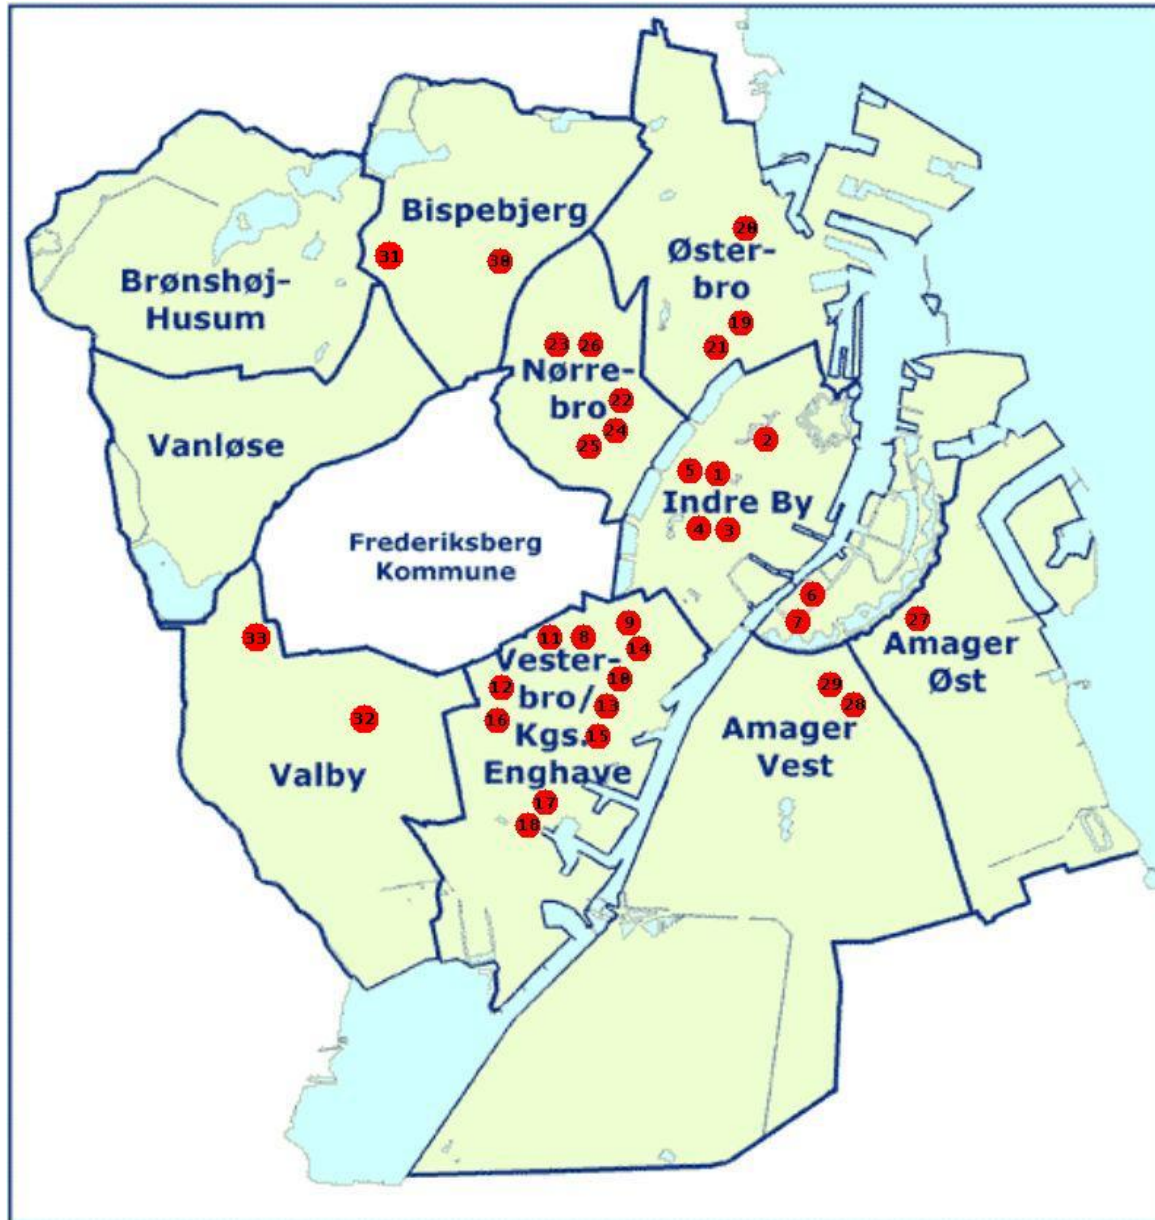 Bispebjerg
20
31
30
Øster-
bro
Brønshøj-
Husum
19
21
23
26
Nørre-
bro
22
24
25
Vanløse
2
5
1
Indre By
4
3
Frederiksberg
Kommune
6
7
27
Amager
Øst
33
11
8
9
14
Vester-
bro/
Kgs.
Enghave
12
10
13
16
15
29
28
Amager
Vest
32
Valby
17
18